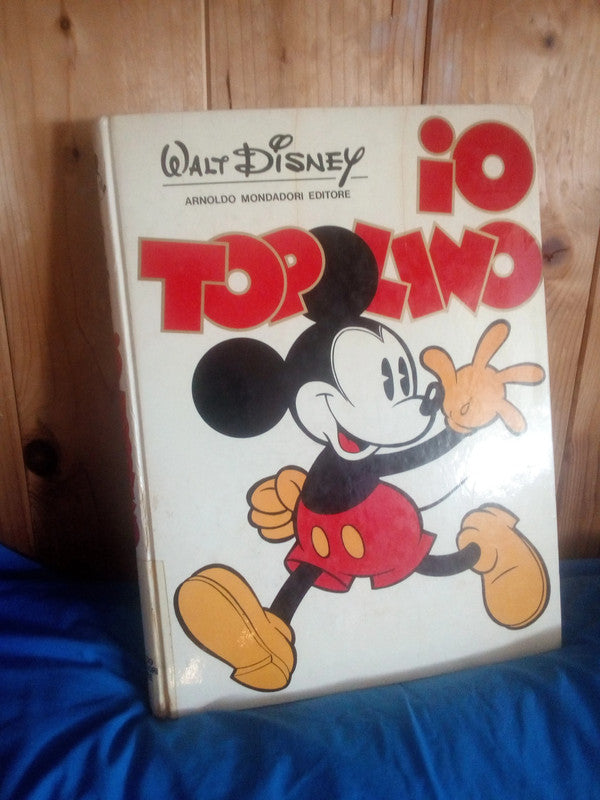 WALT DISNEY
ARNOLDO MONDADORI EDITORE
iO
TOPOLINO